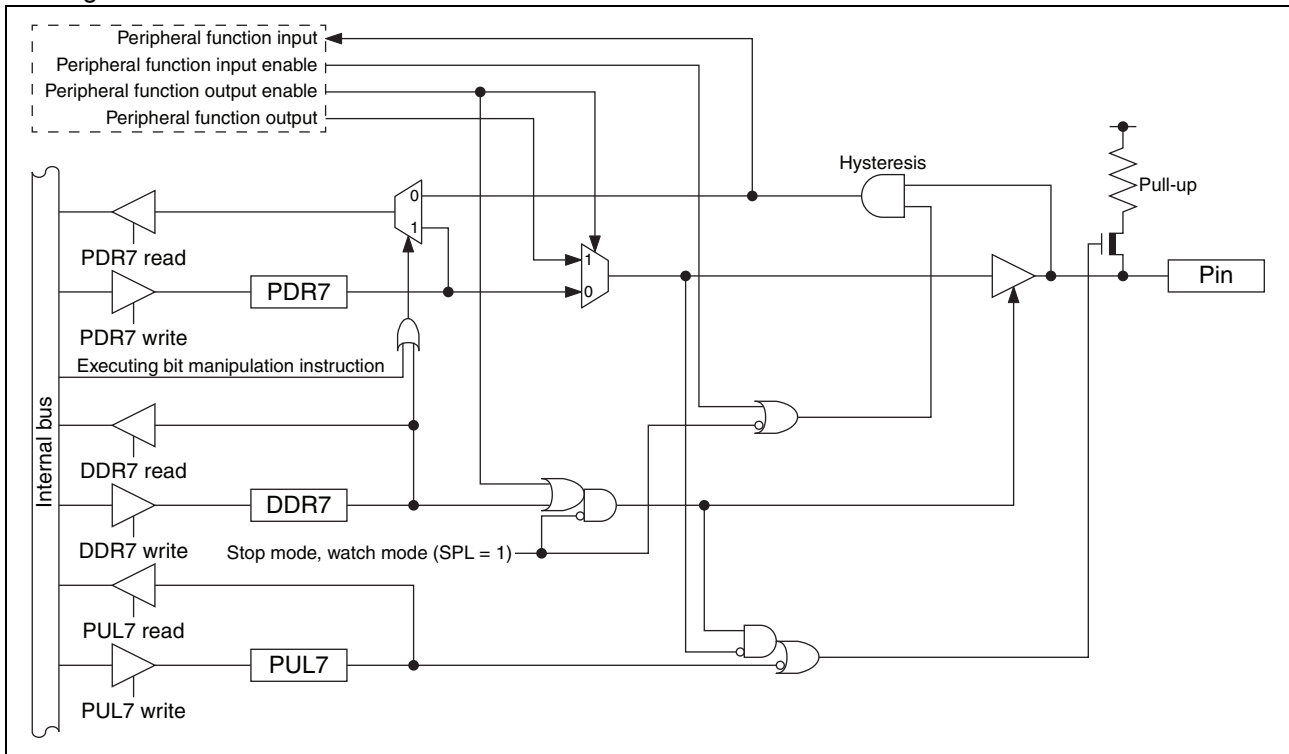 Peripheral function input
Peripheral function input enable
Peripheral function output enable
Peripheral function output
Hysteresis
Pull-up
0
1
PDR7 read
1
0
PDR7
Pin
PDR7 write
Executing bit manipulation instruction
Internal bus
DDR7 read
DDR7
DDR7 write
Stop mode, watch mode (SPL = 1)
PUL7 read
PUL7
PUL7 write